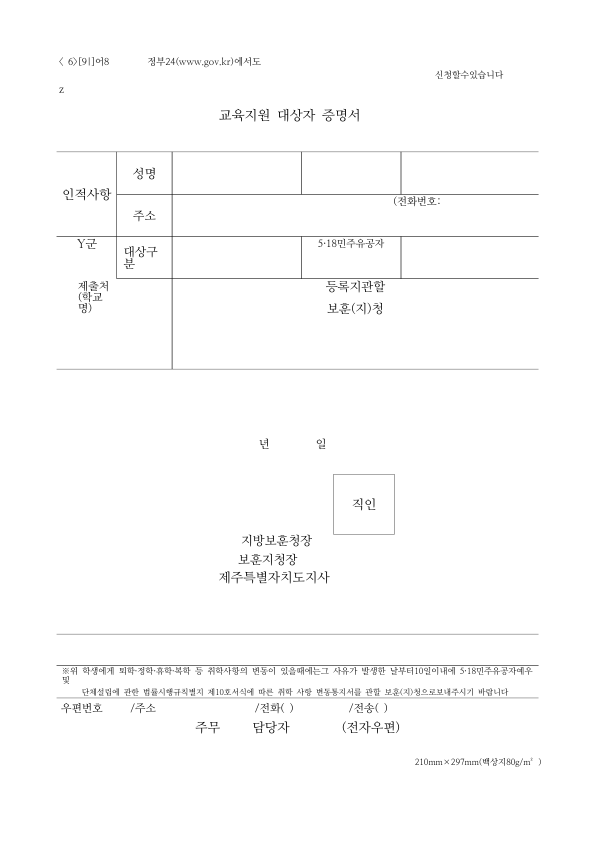 〈 6〉[9ㅣ]어8 정부24(www.gov.kr)에서도
신청할수있습니다
z
교육지원 대상자 증명서
인적사항
성명
주소
(전화번호:
Y군
대상구
분
5·18민주유공자
제출처
(학교
명)
등록지관할
보훈(지)청
년 일
직인
지방보훈청장
보훈지청장
제주특별자치도지사
※위 학생에게 퇴학·정학·휴학·복학 등 취학사항의 변동이 있을때에는그 사유가 발생한 날부터10일이내에 5·18민주유공자예우
및
단체설립에 관한 법률시행규칙별지 제10호서식에 따른 취학 사항 변동통지서를 관할 보훈(지)청으로보내주시기 바랍니다
우편번호 /주소 /전화( ) /전송( )
주무 담당자 (전자우편)
210mm×297mm(백상지80g/㎡ )